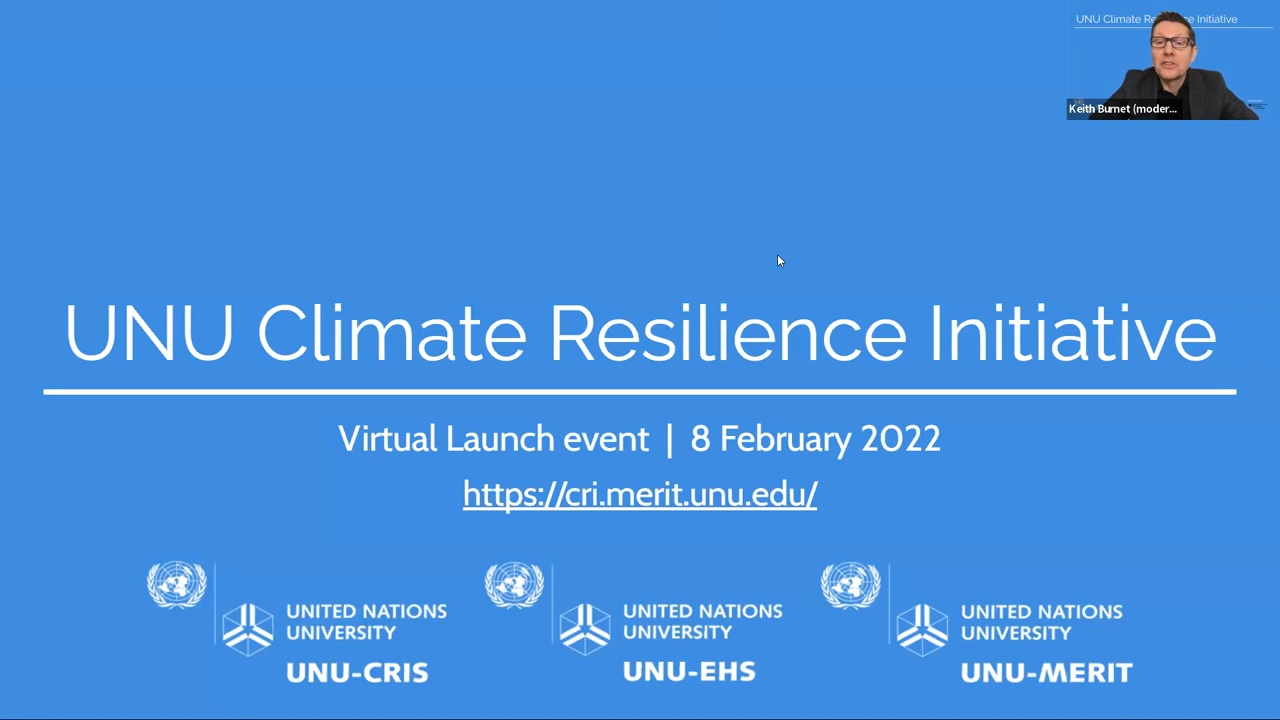 UNU Climate Resilience Initiative
Keith Burnet (moder...
UNU Climate Resilience Initiative
Virtual Launch event | 8 February 2022
https://cri.merit.unu.edu/
UNITED NATIONS
UNIVERSITY
UNU-CRIS
UNITED NATIONS
UNIVERSITY
UNU-EHS
UNITED NATIONS
UNIVERSITY
UNU-MERIT